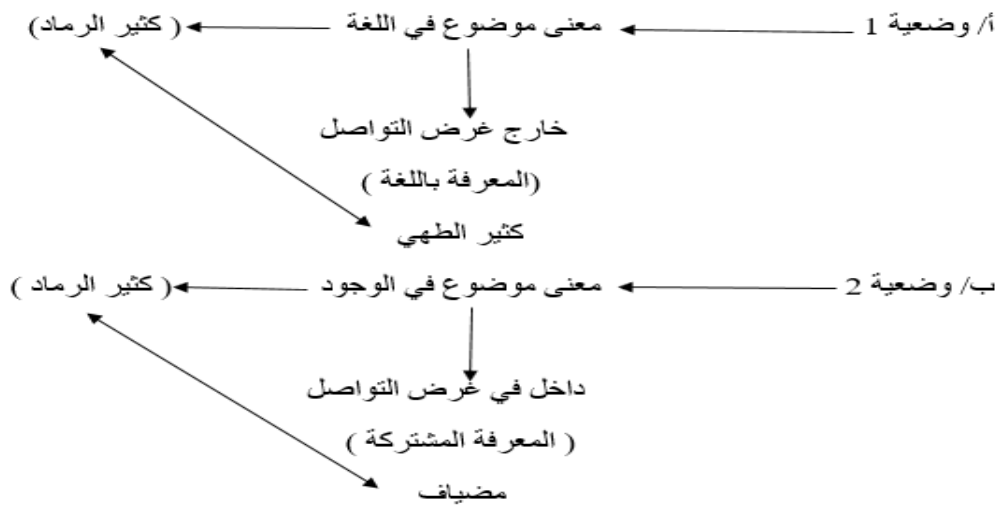 أ/ وضعية 1 معنى موضوع في اللغة ( كثير الرماد)
خارج غرض التواصل
(المعرفة باللغة )
كثير الطهي
ب/ وضعية 2 معنى موضوع في الوجود ( كثير الرماد )
داخل في غرض التواصل
( المعرفة المشتركة )
مضياف